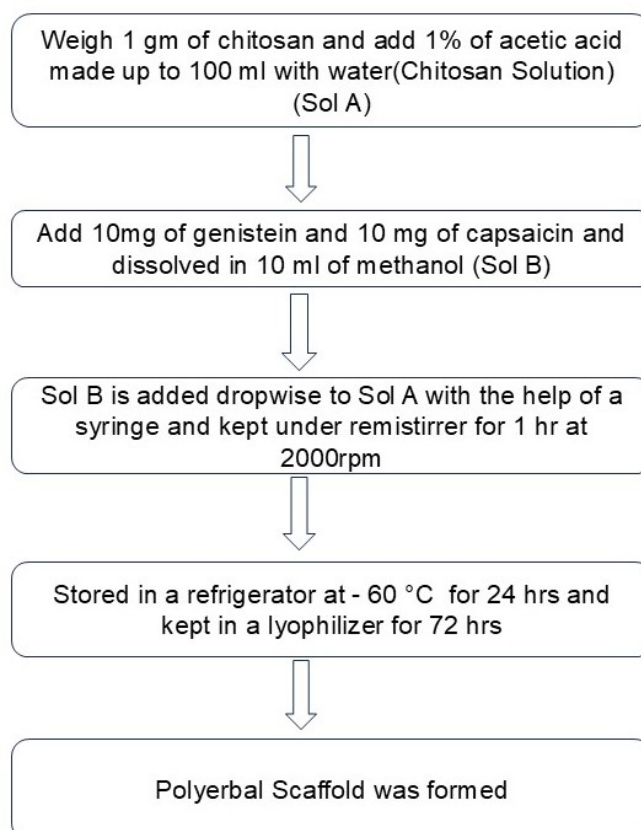 Weigh 1 gm of chitosan and add 1% of acetic acid
made up to 100 ml with water(Chitosan Solution)
(Sol A)
Add 10mg of genistein and 10 mg of capsaicin and
dissolved in 10 ml of methanol (Sol B)
Sol B is added dropwise to Sol A with the help of a
syringe and kept under remistirrer for 1 hr at
2000rpm
Stored in a refrigerator at - 60 °C for 24 hrs and
kept in a lyophilizer for 72 hrs
Polyerbal Scaffold was formed